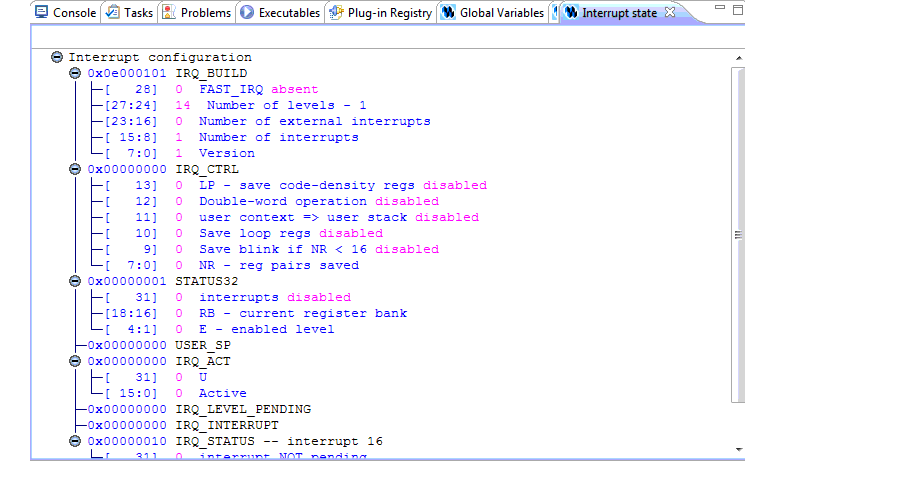 Console Tasks Problems Executables Plug-in Registry Global Variables Interrupt state
Interrupt configuration
0x0e000101 IRQ_BUILD
[ 28] 0 FAST_IRQ absent
[27:24] 14 Number of levels - 1
[23:16] 0 Number of external interrupts
[ 15:8] 1 Number of interrupts
[ 7:0] 1 Version
0x00000000 IRQ_CTRL
[ 13] 0 LP - save code-density regs disabled
[ 12] 0 Double-word operation disabled
[ 11] 0 user context => user stack disabled
[ 10] 0 Save loop regs disabled
[ 9] 0 Save blink if NR < 16 disabled
[ 7:0] 0 NR - reg pairs saved
0x00000001 STATUS32
[ 31] 0 interrupts disabled
[18:16] 0 RB - current register bank
[ 4:1] 0 E - enabled level
0x00000000 USER_SP
0x00000000 IRQ_ACT
[ 31] 0 U
[ 15:0] 0 Active
0x00000000 IRQ_LEVEL_PENDING
0x00000000 IRQ_INTERRUPT
0x00000010 IRQ_STATUS -- interrupt 16
[ 31] 0 interrupt NOT pending